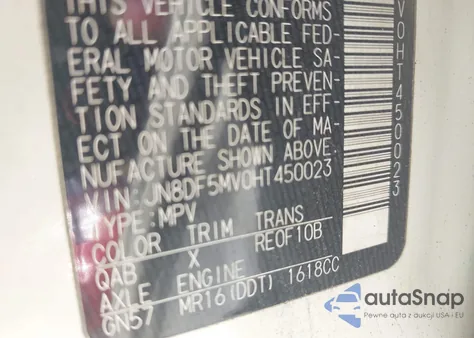 THIS VEHICLE CONFORMS
TO ALL APPLICABLE FED-
ERAL MOTOR VEHICLE SA-
FETY AND THEFT PREVEN-
TION STANDARDS IN EFF-
ECT ON THE DATE OF MA-
NUFACTURE SHOWN ABOVE.
VIN: JN8DF5MV0HT450023
TYPE: MPV
COLOR TRIM TRANS
QAB X RE0F10B
AXLE ENGINE
GN57 MR16(DDT) 1618CC
V0HT450023
autoSnap
Pewne auta z aukcji USA i EU